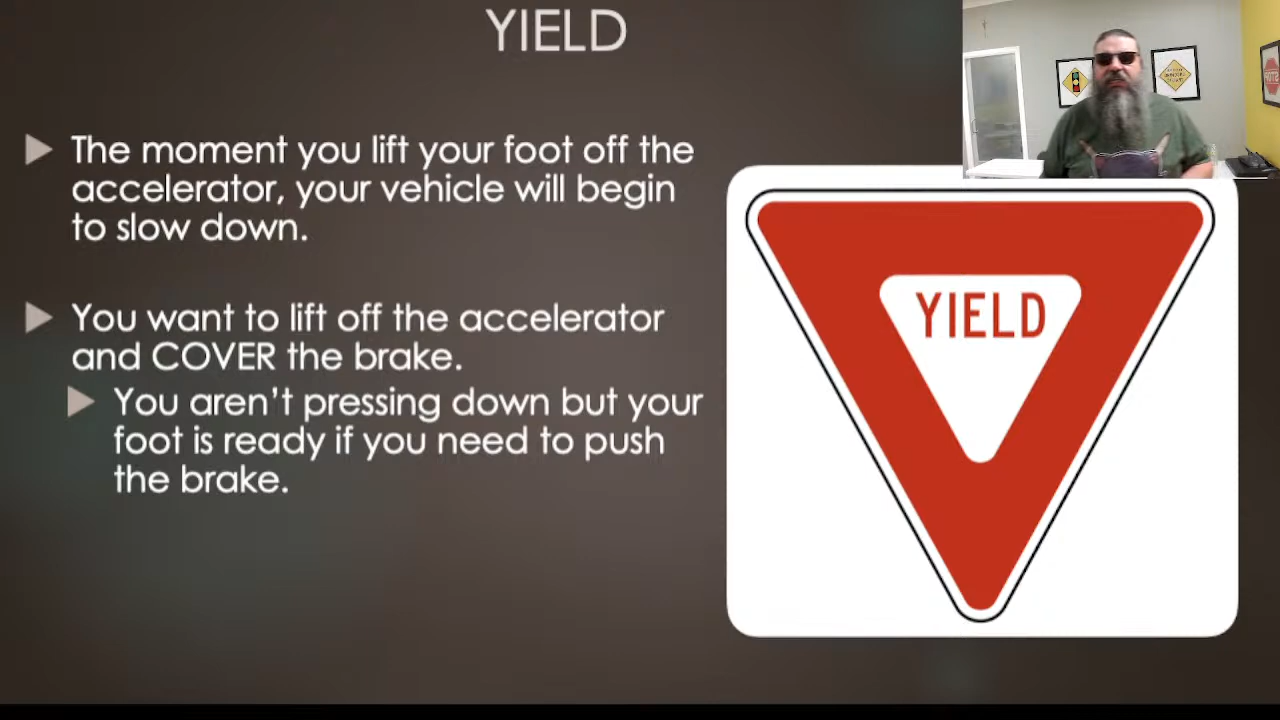 YIELD
The moment you lift your foot off the
accelerator, your vehicle will begin
to slow down.
You want to lift off the accelerator
and COVER the brake.
You aren't pressing down but your
foot is ready if you need to push
the brake.
YIELD